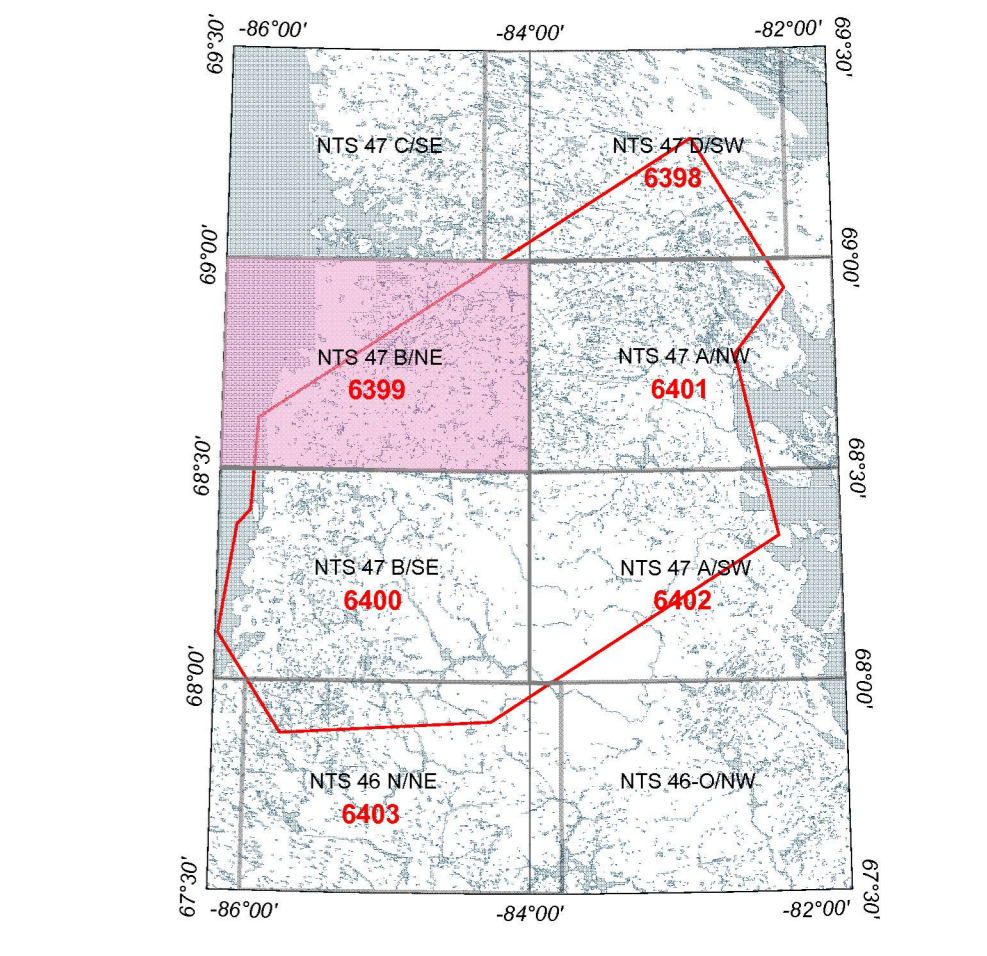 -86°00' -84°00' -82°00'
69°30' 69°30'
NTS 47 C/SE NTS 47 D/SW
6398
69°00' 69°00'
NTS 47 B/NE NTS 47 A/NW
6399 6401
68°30' 68°30'
NTS 47 B/SE NTS 47 A/SW
6400 6402
68°00' 68°00'
NTS 46 N/NE NTS 46-O/NW
6403
67°30' 67°30'
-86°00' -84°00' -82°00'